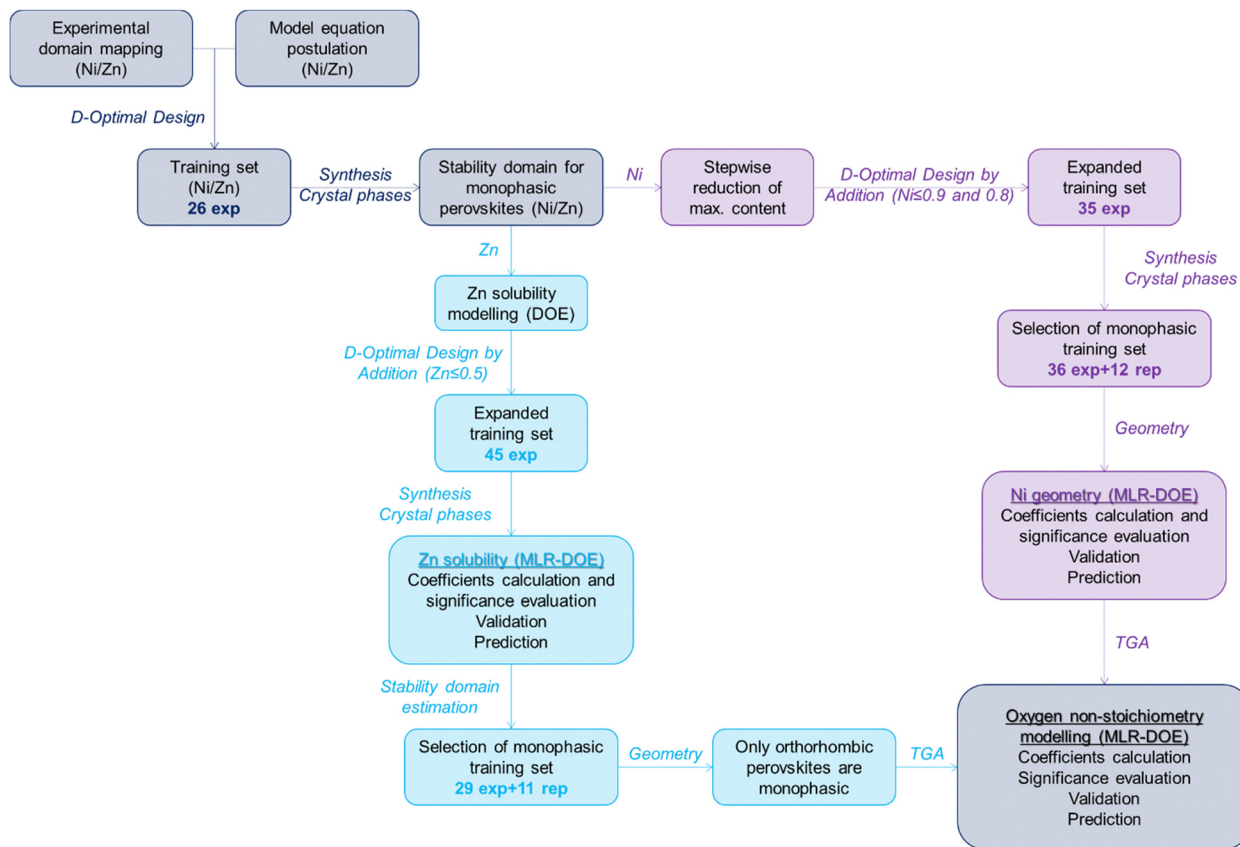 Experimental
domain mapping
(Ni/Zn)
Model equation
postulation
(Ni/Zn)
D-Optimal Design
Training set
(Ni/Zn)
26 exp
Synthesis
Crystal phases
Stability domain for
monophasic
perovskites (Ni/Zn)
Ni
Stepwise
reduction of
max. content
D-Optimal Design by
Addition (Ni≤0.9 and 0.8)
Expanded
training set
35 exp
Zn
Zn solubility
modelling (DOE)
D-Optimal Design by
Addition (Zn≤0.5)
Expanded
training set
45 exp
Synthesis
Crystal phases
Zn solubility (MLR-DOE)
Coefficients calculation and
significance evaluation
Validation
Prediction
Stability domain
estimation
Selection of monophasic
training set
29 exp+11 rep
Geometry
Only orthorhombic
perovskites are
monophasic
TGA
Synthesis
Crystal phases
Selection of monophasic
training set
36 exp+12 rep
Geometry
Ni geometry (MLR-DOE)
Coefficients calculation and
significance evaluation
Validation
Prediction
TGA
Oxygen non-stoichiometry
modelling (MLR-DOE)
Coefficients calculation
Significance evaluation
Validation
Prediction